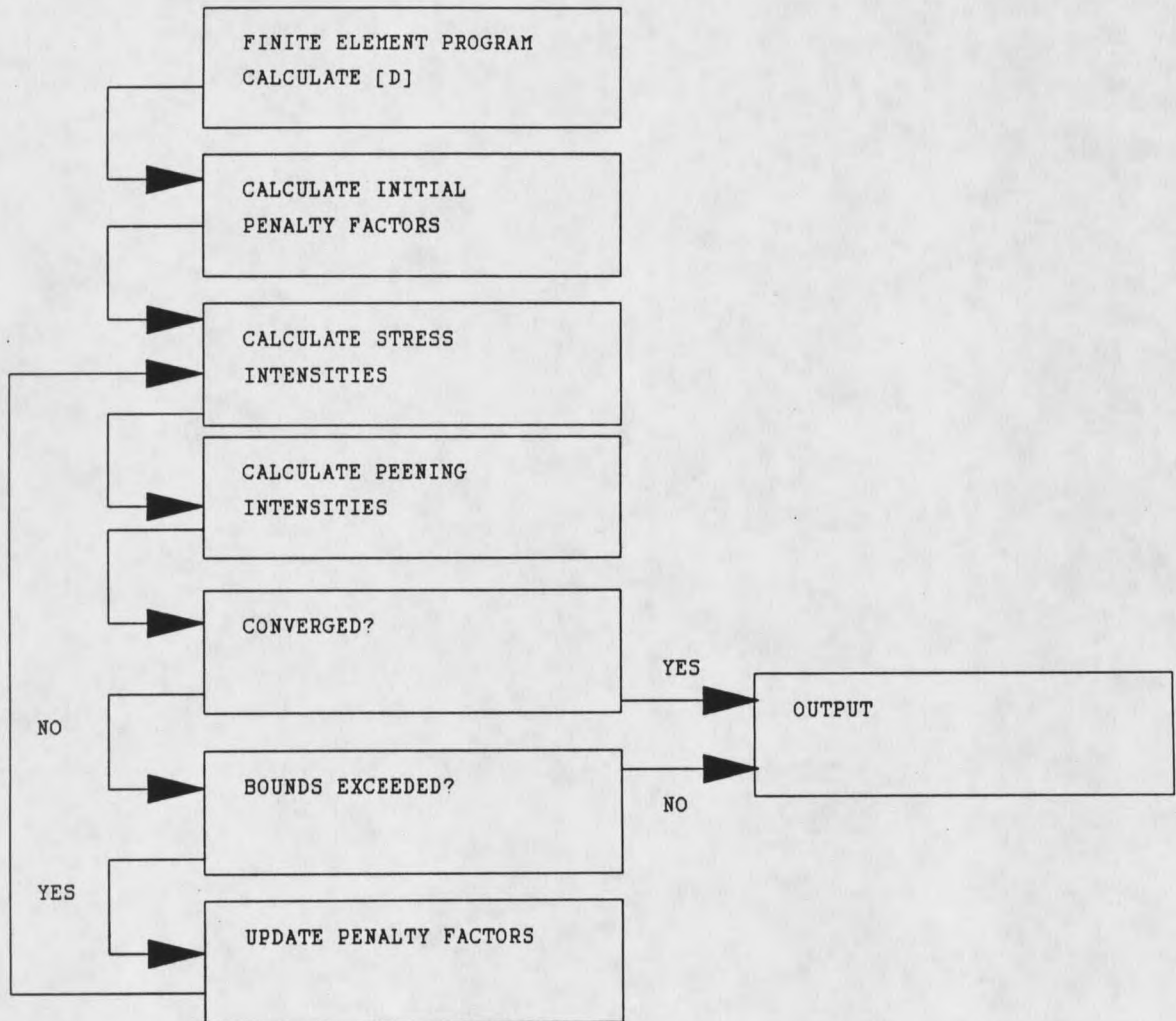 FINITE ELEMENT PROGRAM
CALCULATE [D]
CALCULATE INITIAL
PENALTY FACTORS
CALCULATE STRESS
INTENSITIES
CALCULATE PEENING
INTENSITIES
CONVERGED?
YES
OUTPUT
NO
BOUNDS EXCEEDED?
NO
YES
UPDATE PENALTY FACTORS